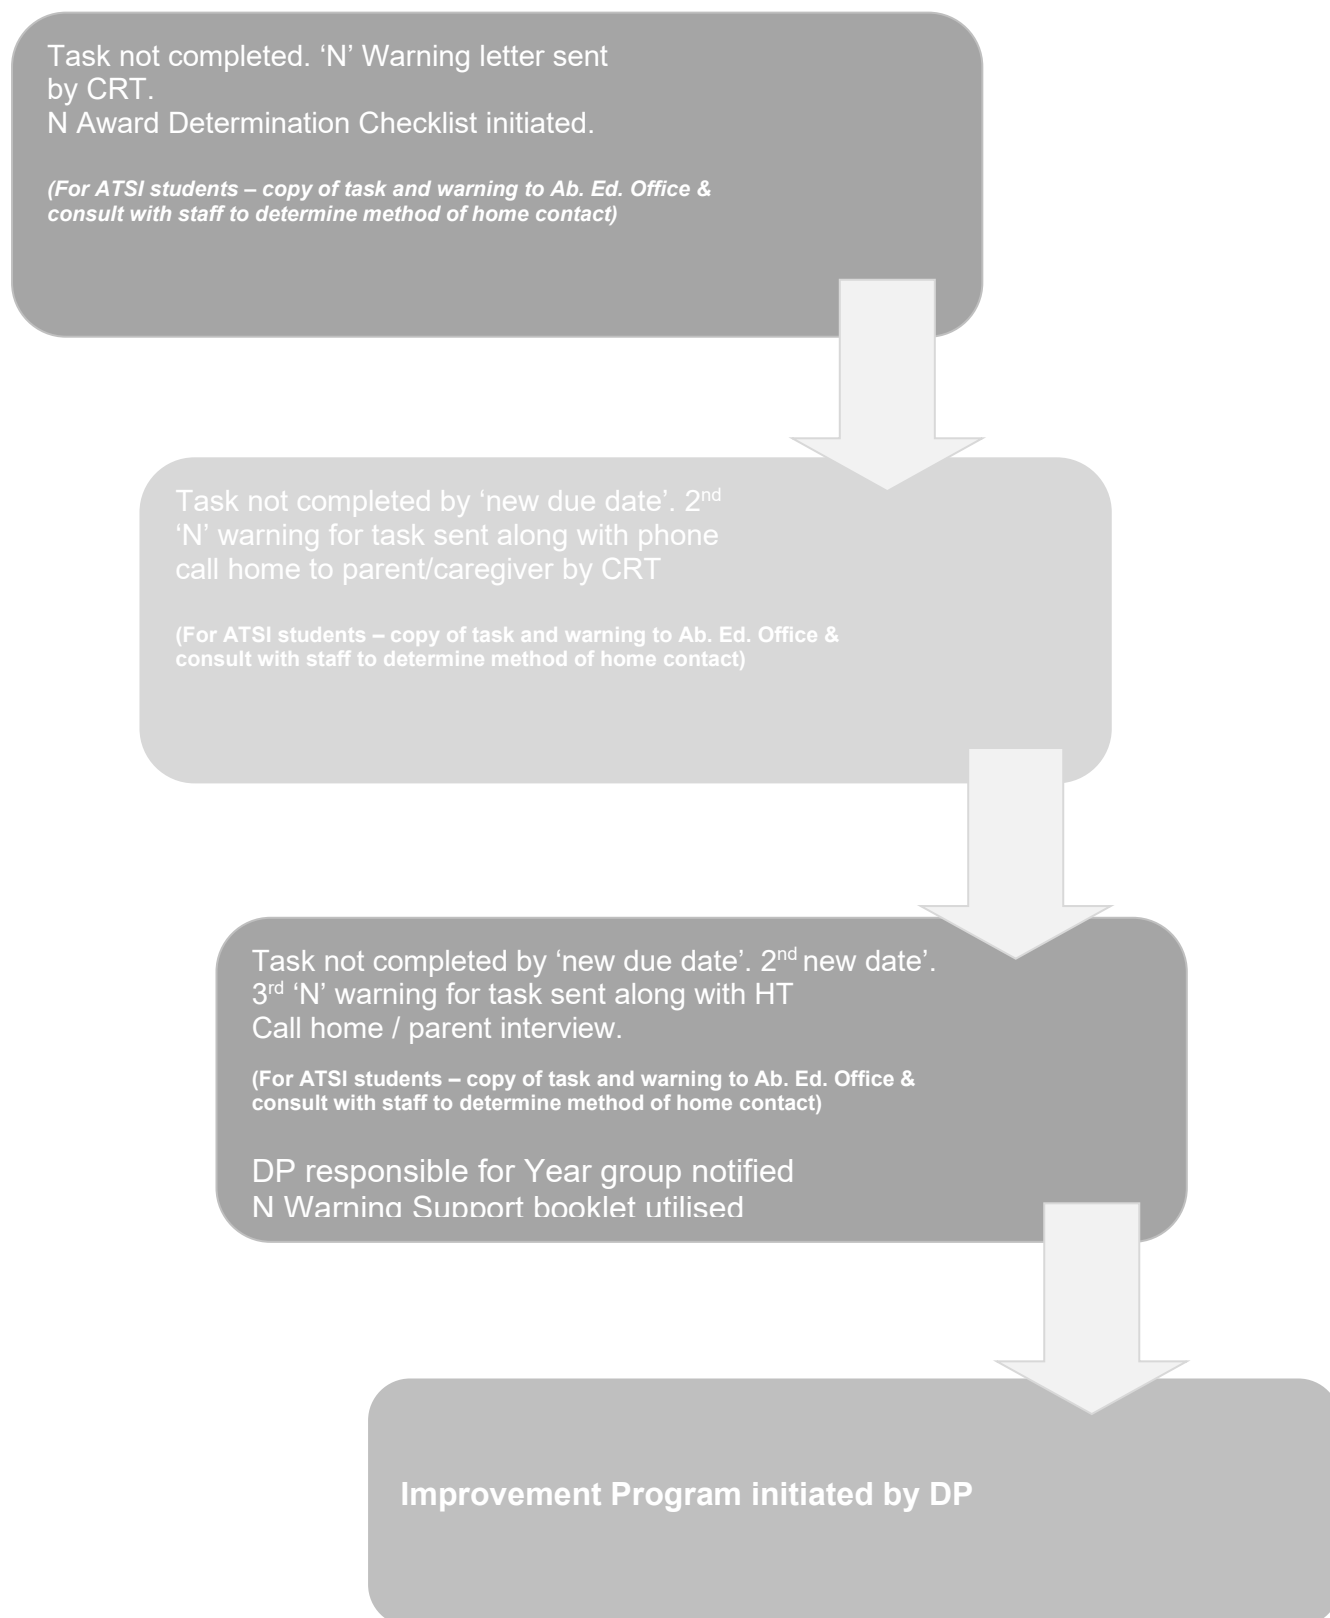 Task not completed. ‘N’ Warning letter sent
by CRT.
N Award Determination Checklist initiated.
(For ATSI students – copy of task and warning to Ab. Ed. Office &
consult with staff to determine method of home contact)
Task not completed by ‘new due date’. 2nd
‘N’ warning for task sent along with phone
call home to parent/caregiver by CRT
(For ATSI students – copy of task and warning to Ab. Ed. Office &
consult with staff to determine method of home contact)
Task not completed by ‘new due date’. 2nd new date’.
3rd ‘N’ warning for task sent along with HT
Call home / parent interview.
(For ATSI students – copy of task and warning to Ab. Ed. Office &
consult with staff to determine method of home contact)
DP responsible for Year group notified
N Warning Support booklet utilised
Improvement Program initiated by DP